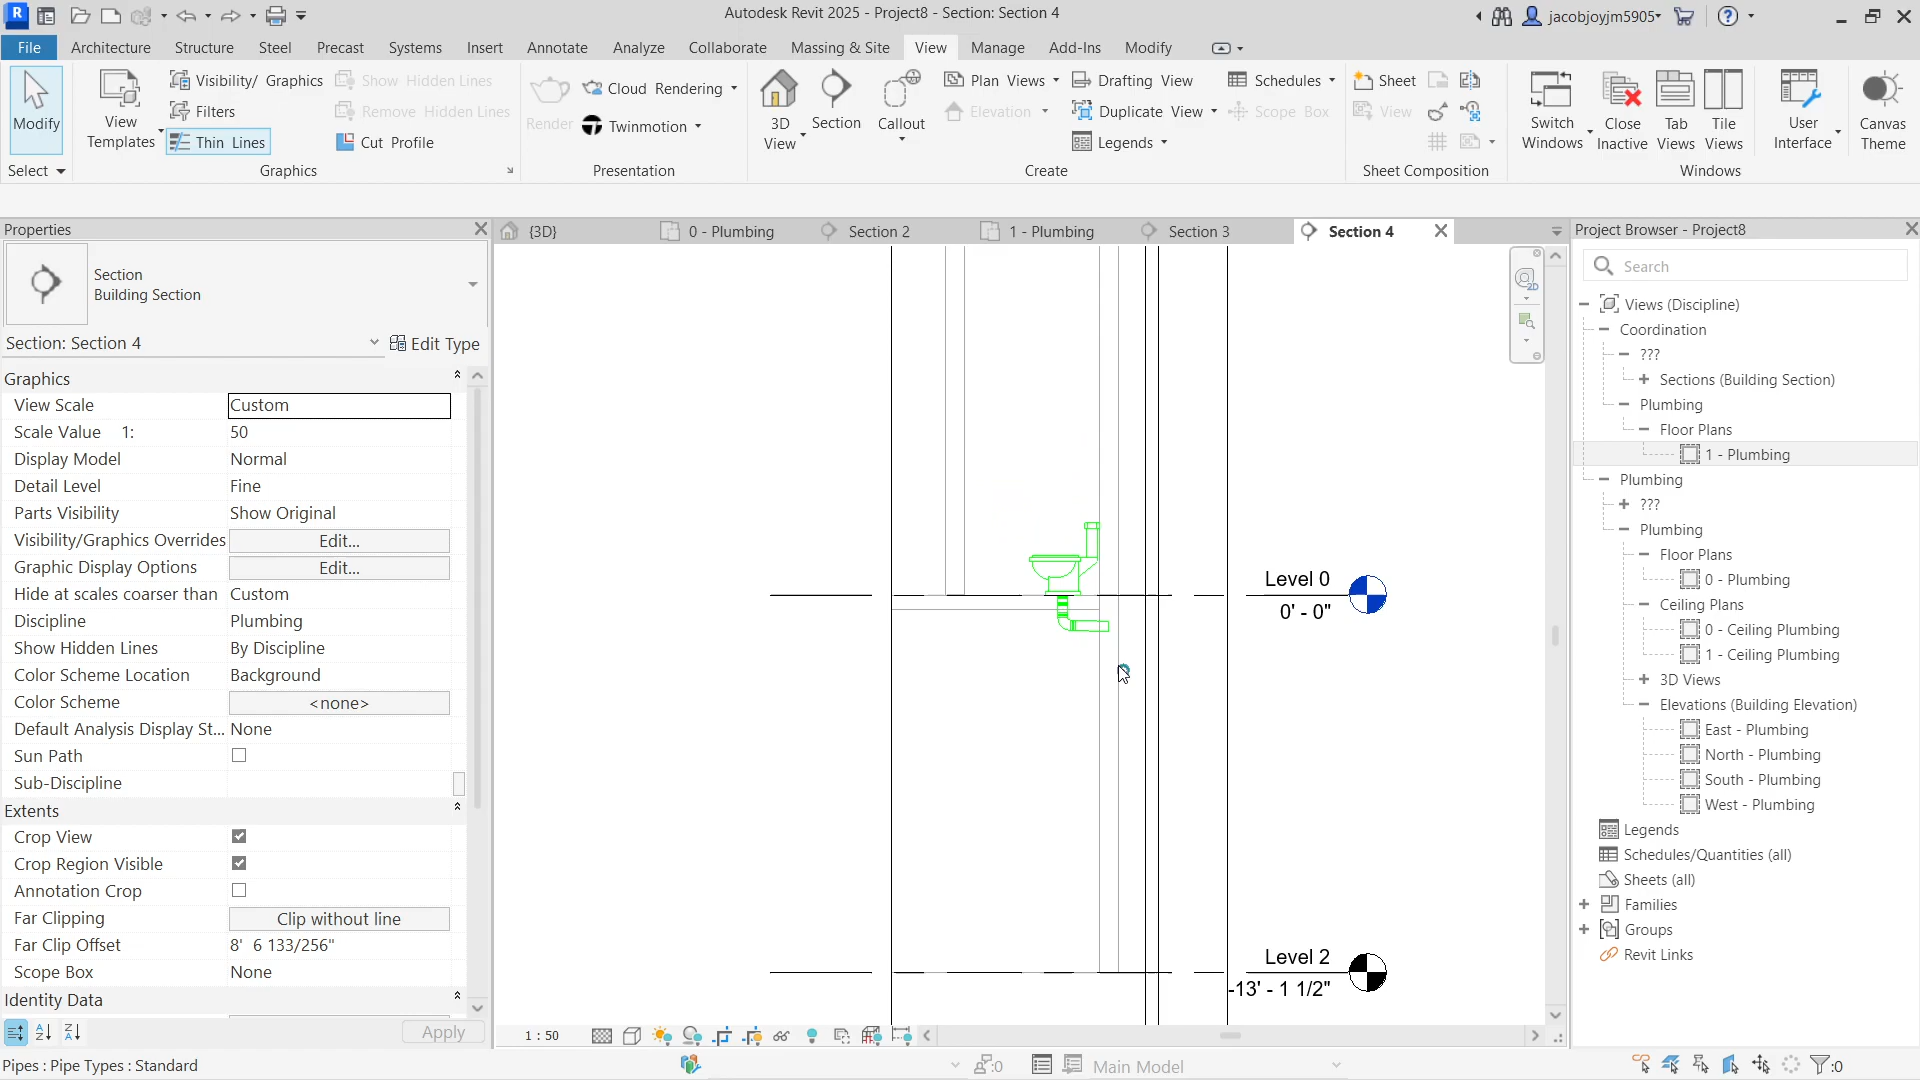 Autodesk Revit 2025 - Project8 - Section: Section 4
jacobjoyjm5905
File
Architecture
Structure
Steel
Precast
Systems
Insert
Annotate
Analyze
Collaborate
Massing & Site
View
Manage
Add-Ins
Modify
Modify
View Templates
Visibility/ Graphics
Filters
Thin Lines
Show Hidden Lines
Remove Hidden Lines
Cut Profile
Render
Cloud Rendering
Twinmotion
3D View
Section
Callout
Plan Views
Elevation
Drafting View
Duplicate View
Legends
Schedules
Scope Box
Sheet
View
Switch Windows
Close Inactive
Tab Views
Tile Views
User Interface
Canvas Theme
Select
Graphics
Presentation
Create
Sheet Composition
Windows
Properties
{3D}
0 - Plumbing
Section 2
1 - Plumbing
Section 3
Section 4
Project Browser - Project8
Section
Building Section
Section: Section 4
Edit Type
Graphics
View Scale Custom
Scale Value 1: 50
Display Model Normal
Detail Level Fine
Parts Visibility Show Original
Visibility/Graphics Overrides Edit...
Graphic Display Options Edit...
Hide at scales coarser than Custom
Discipline Plumbing
Show Hidden Lines By Discipline
Color Scheme Location Background
Color Scheme <none>
Default Analysis Display St... None
Sun Path
Sub-Discipline
Extents
Crop View
Crop Region Visible
Annotation Crop
Far Clipping Clip without line
Far Clip Offset 8' 6 133/256"
Scope Box None
Identity Data
Apply
Level 0
0' - 0"
Level 2
-13' - 1 1/2"
2D
Search
Views (Discipline)
Coordination
???
Sections (Building Section)
Plumbing
Floor Plans
1 - Plumbing
Plumbing
???
Plumbing
Floor Plans
0 - Plumbing
Ceiling Plans
0 - Ceiling Plumbing
1 - Ceiling Plumbing
3D Views
Elevations (Building Elevation)
East - Plumbing
North - Plumbing
South - Plumbing
West - Plumbing
Legends
Schedules/Quantities (all)
Sheets (all)
Families
Groups
Revit Links
1 : 50
Pipes : Pipe Types : Standard
:0
Main Model
:0